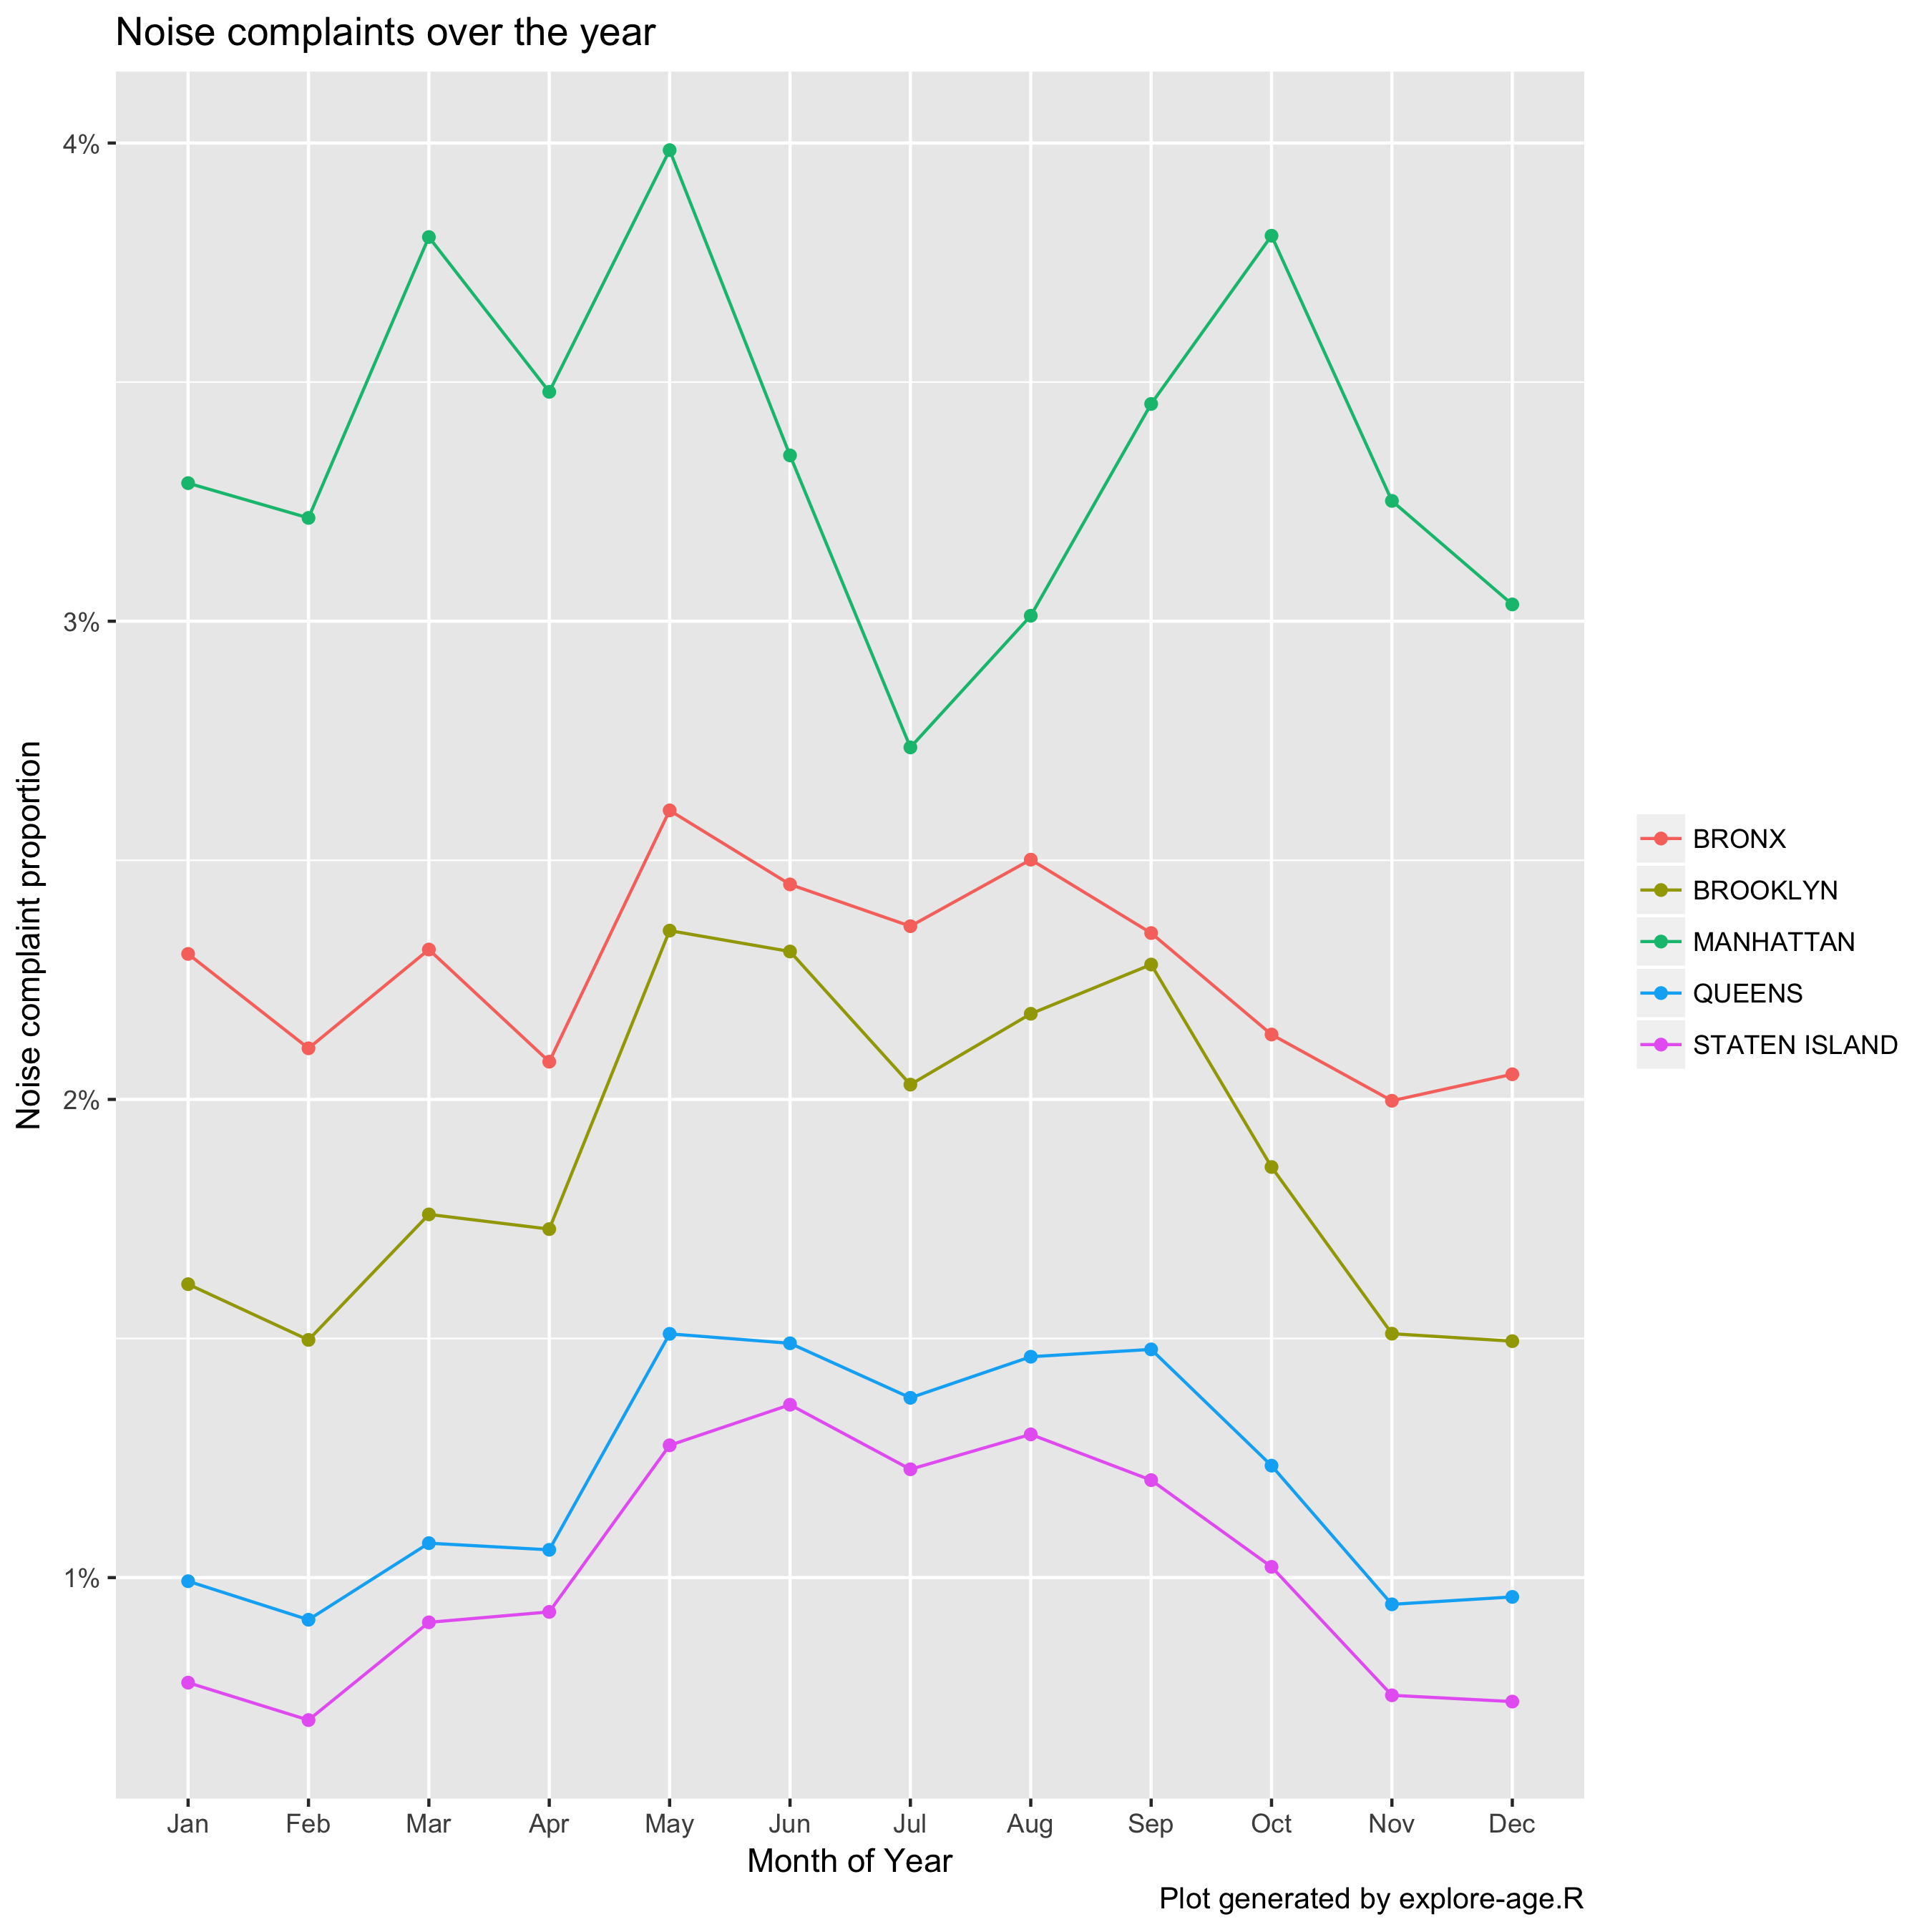 Noise complaints over the year
4%
3%
2%
1%
Noise complaint proportion
Jan Feb Mar Apr May Jun Jul Aug Sep Oct Nov Dec
Month of Year
BRONX
BROOKLYN
MANHATTAN
QUEENS
STATEN ISLAND
Plot generated by explore-age.R